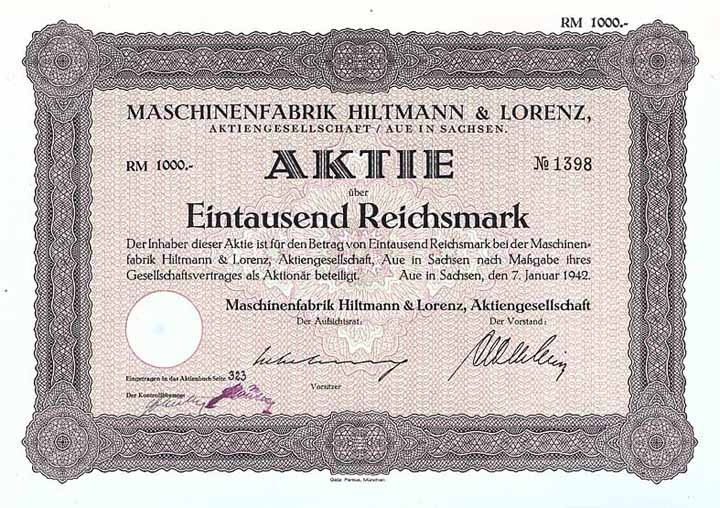 RM 1000.-
MASCHINENFABRIK HILTMANN & LORENZ,
AKTIENGESELLSCHAFT / AUE IN SACHSEN.
RM 1000.- AKTIE № 1398
über
Eintausend Reichsmark
Der Inhaber dieser Aktie ist für den Betrag von Eintausend Reichsmark bei der Maschinen-
fabrik Hiltmann & Lorenz, Aktiengesellschaft, Aue in Sachsen nach Maßgabe ihres
Gesellschaftsvertrages als Aktionär beteiligt. Aue in Sachsen, den 7. Januar 1942.
Maschinenfabrik Hiltmann & Lorenz, Aktiengesellschaft
Der Aufsichtsrat: Der Vorstand:
Eingetragen in das Aktienbuch Seite 323
Vorsitzer
Der Kontrollbeamte:
München.